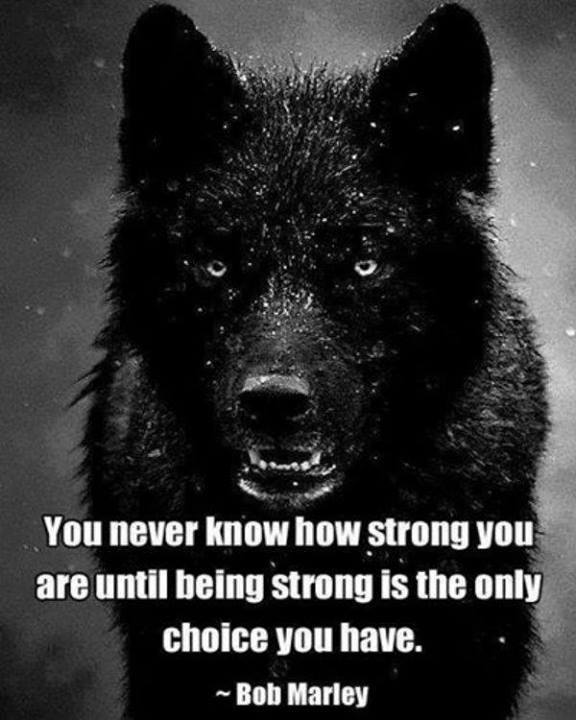 You never know how strong you
are until being strong is the only
choice you have.
~ Bob Marley